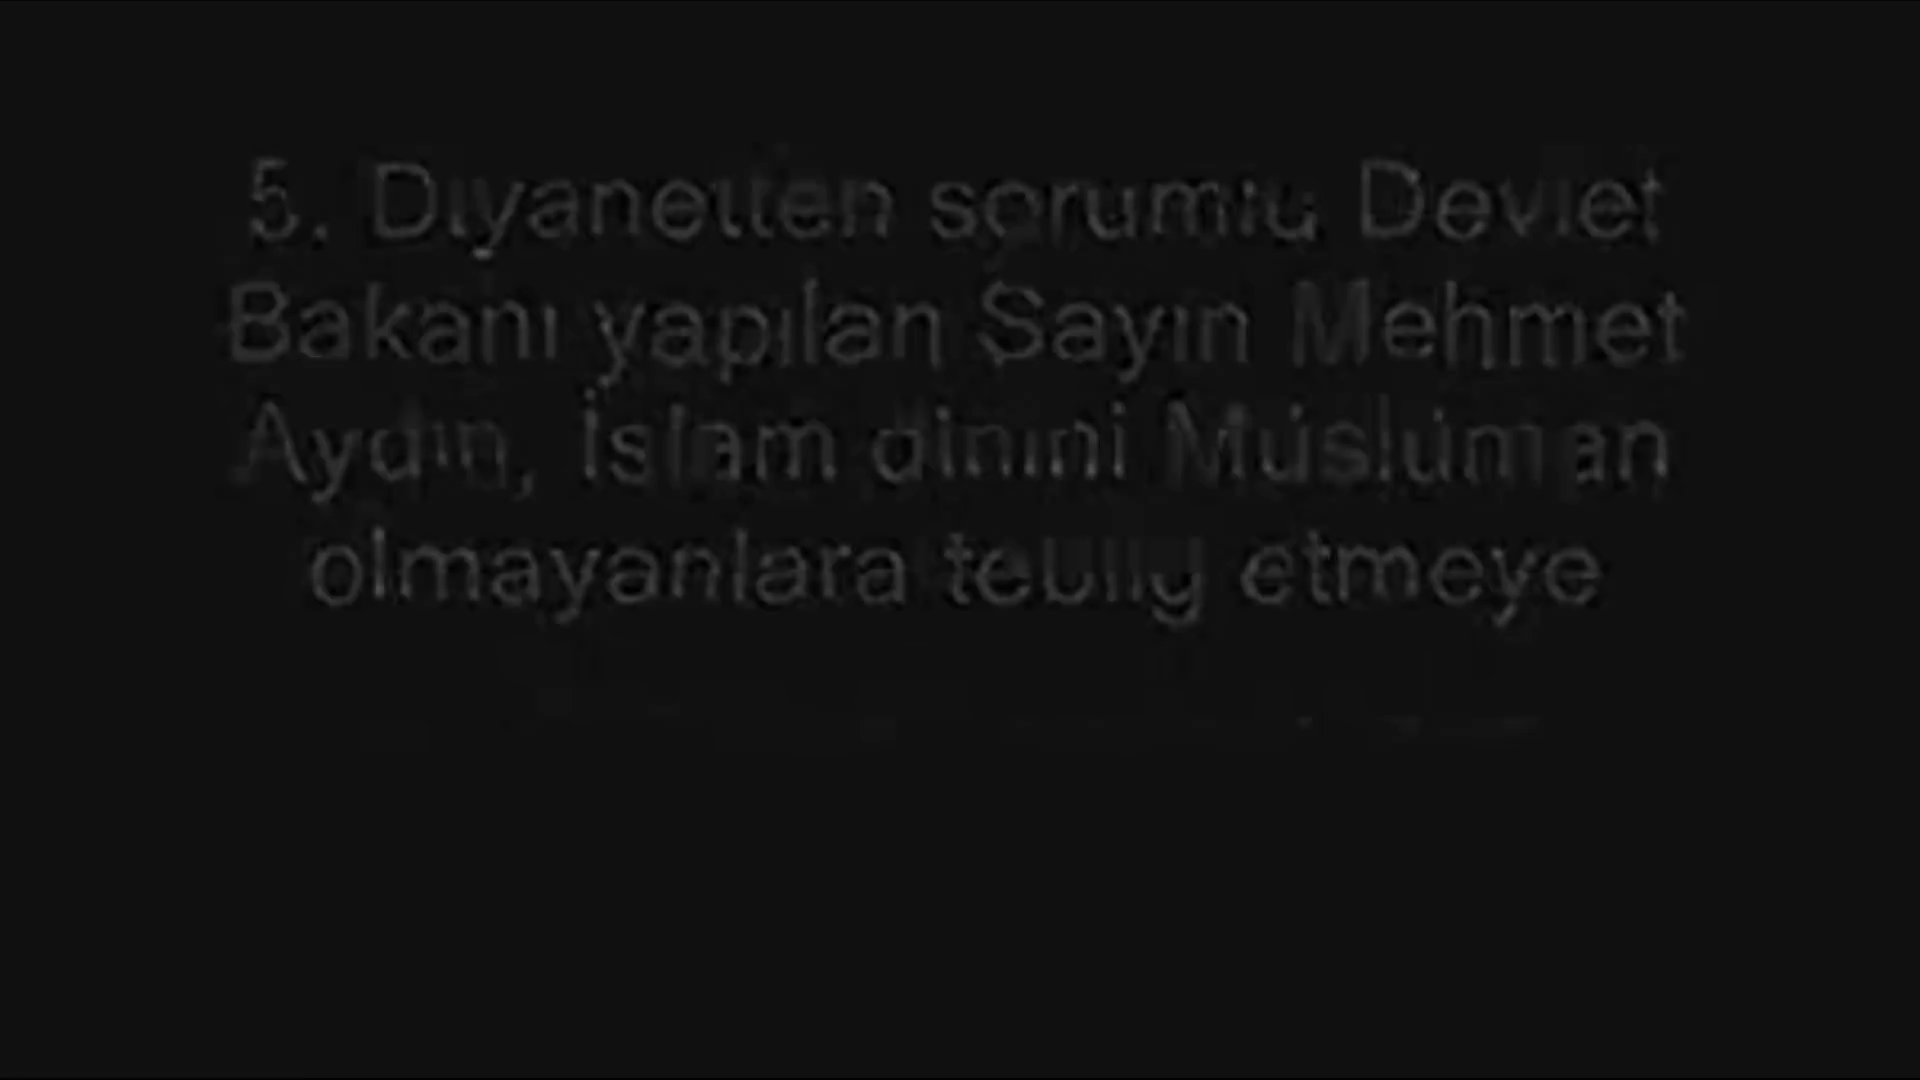 5. Diyanetten sorumlu Devlet
Bakanı yapılan Sayın Mehmet
Aydın, İslam dinini Müslüman
olmayanlara tebliğ etmeye